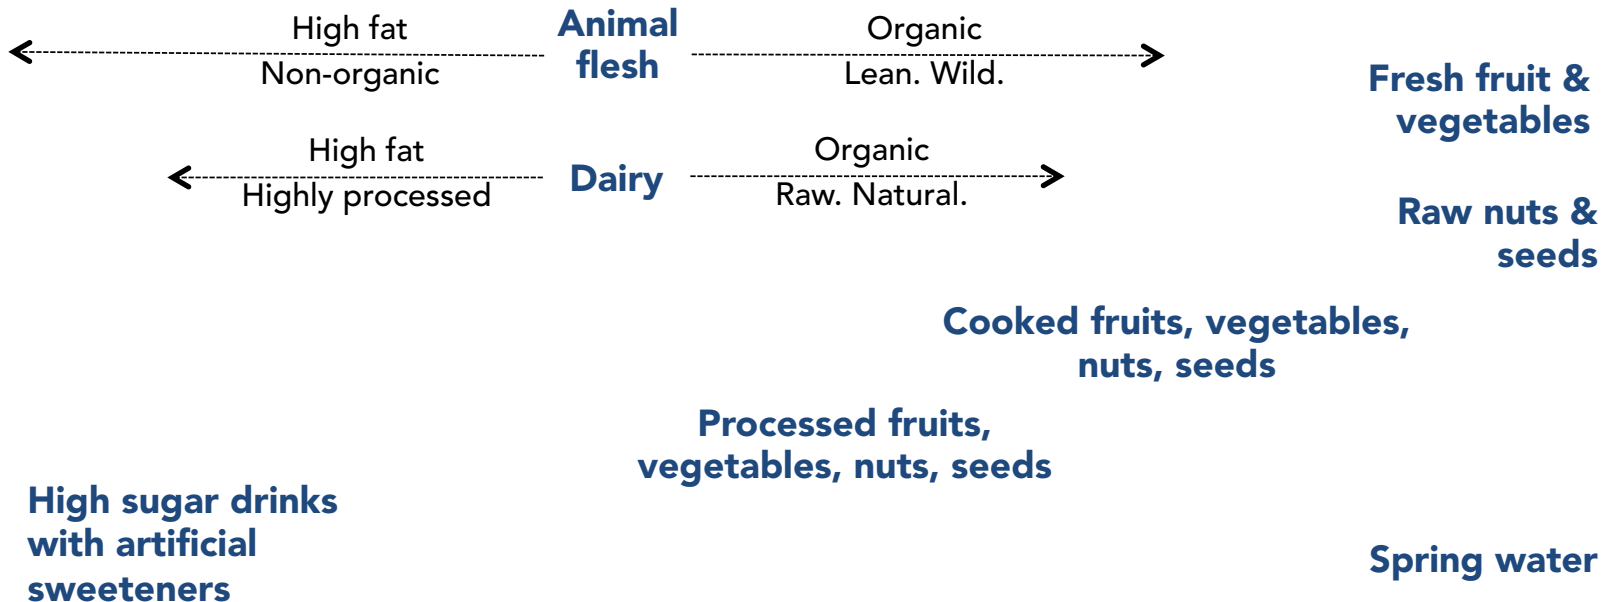 High fat
Non-organic
Animal
flesh
Organic
Lean. Wild.
Fresh fruit &
vegetables
High fat
Highly processed
Dairy
Organic
Raw. Natural.
Raw nuts &
seeds
Cooked fruits, vegetables,
nuts, seeds
Processed fruits,
vegetables, nuts, seeds
High sugar drinks
with artificial
sweeteners
Spring water